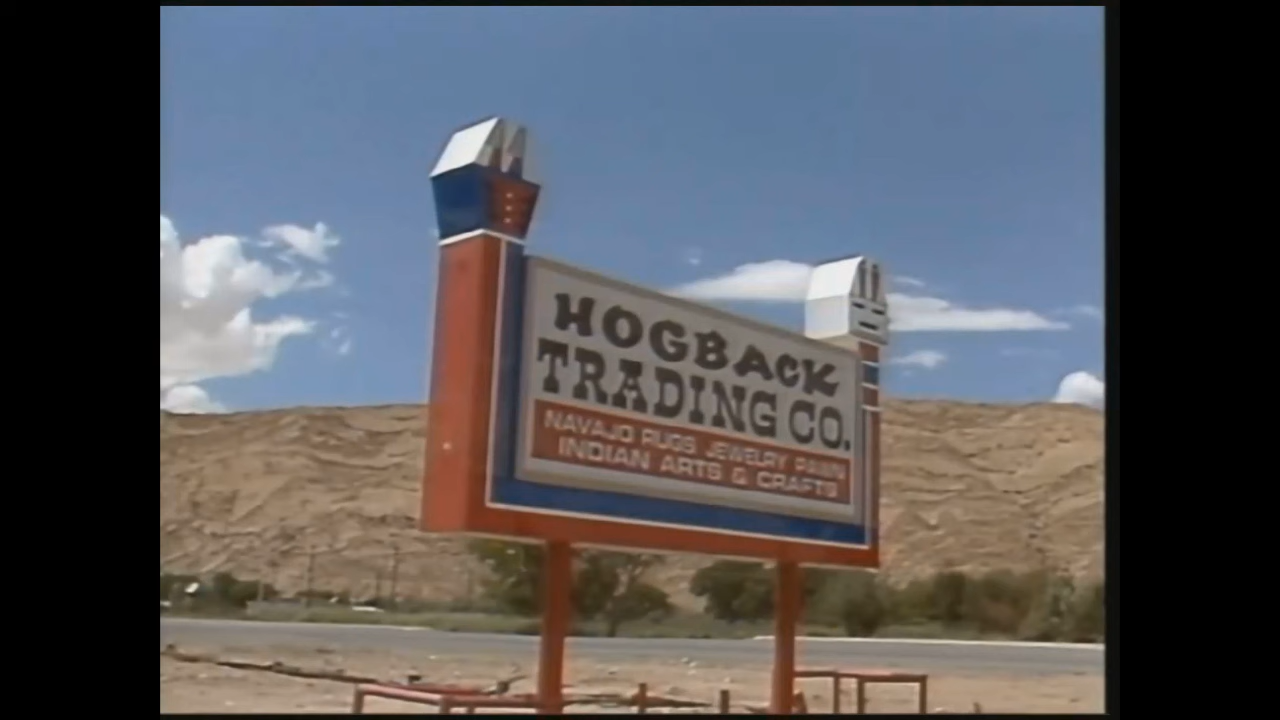 HOGBACK
TRADING CO.
NAVAJO RUGS JEWELRY PAWN
INDIAN ARTS & CRAFTS